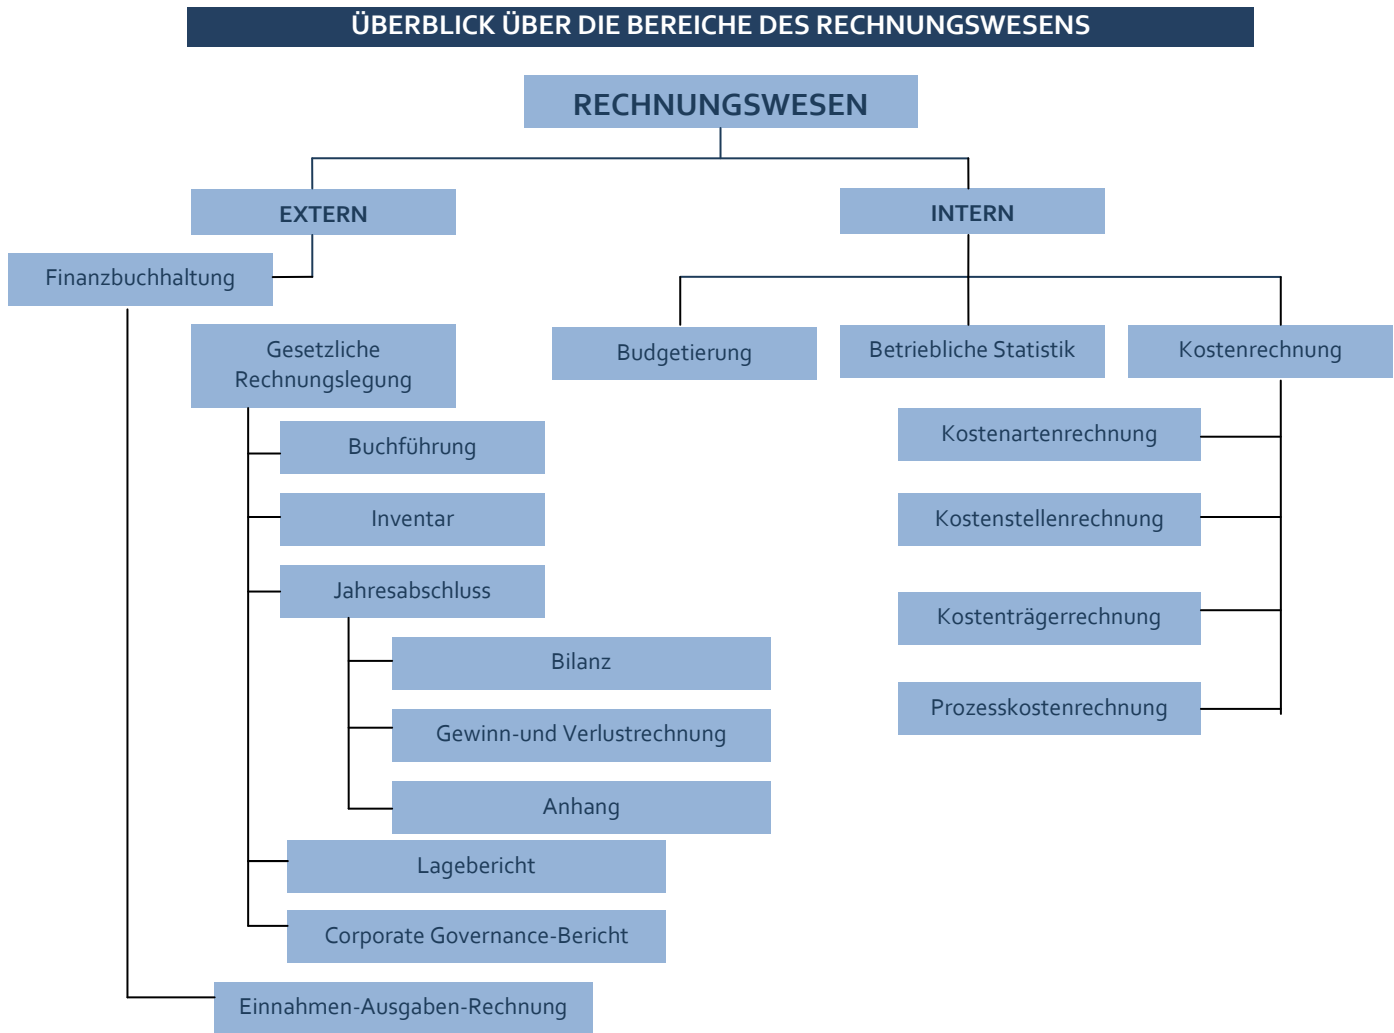 ÜBERBLICK ÜBER DIE BEREICHE DES RECHNUNGSWESENS
RECHNUNGSWESEN
EXTERN
INTERN
Finanzbuchhaltung
Gesetzliche
Rechnungslegung
Buchführung
Inventar
Jahresabschluss
Bilanz
Gewinn-und Verlustrechnung
Anhang
Lagebericht
Corporate Governance-Bericht
Einnahmen-Ausgaben-Rechnung
Budgetierung
Betriebliche Statistik
Kostenrechnung
Kostenartenrechnung
Kostenstellenrechnung
Kostenträgerrechnung
Prozesskostenrechnung